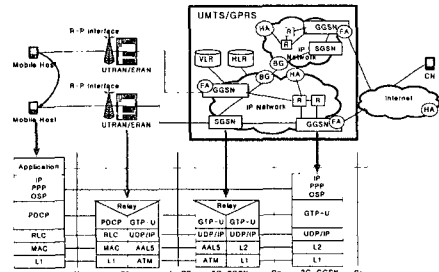 UMTS/GPRS
R-P interface
Mobile Host
UTRAN/ERAN
R-P Interface
Mobile Host
UTRAN/ERAN
VLR
HLR
HA
R
R
IP
Network
GGSN
FA
SGSN
BG
BG
HA
FA
GGSN
IP Network
R
R
SGSN
GGSN
FA
CN
Internet
HA
Application
IP
PPP
OSP
PDCP
RLC
MAC
L1
Relay
PDCP
GTP-U
RLC
UDP/IP
MAC
AAL5
L1
ATM
Relay
GTP-U
GTP-U
UDP/IP
UDP/IP
AAL5
L2
ATM
L1
IP
PPP
OSP
GTP-U
UDP/IP
L2
L1